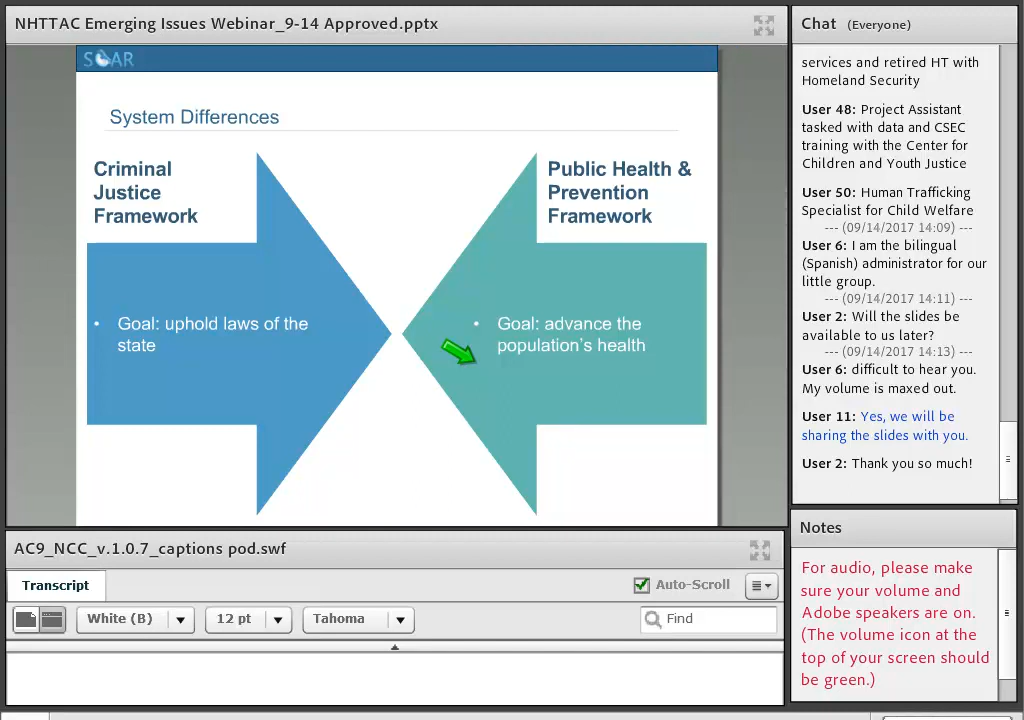 NHTTAC Emerging Issues Webinar_9-14 Approved.pptx
SOAR
System Differences
Criminal
Justice
Framework
• Goal: uphold laws of the
state
Public Health &
Prevention
Framework
• Goal: advance the
population's health
AC9_NCC_v.1.0.7_captions pod.swf
Transcript
Auto-Scroll
White (B)
12 pt
Tahoma
Find
Chat (Everyone)
services and retired HT with
Homeland Security
User 48: Project Assistant
tasked with data and CSEC
training with the Center for
Children and Youth Justice
User 50: Human Trafficking
Specialist for Child Welfare
--- (09/14/2017 14:09) ---
User 6: I am the bilingual
(Spanish) administrator for our
little group.
--- (09/14/2017 14:11) ---
User 2: Will the slides be
available to us later?
--- (09/14/2017 14:13) ---
User 6: difficult to hear you.
My volume is maxed out.
User 11: Yes, we will be
sharing the slides with you.
User 2: Thank you so much!
Notes
For audio, please make
sure your volume and
Adobe speakers are on.
(The volume icon at the
top of your screen should
be green.)